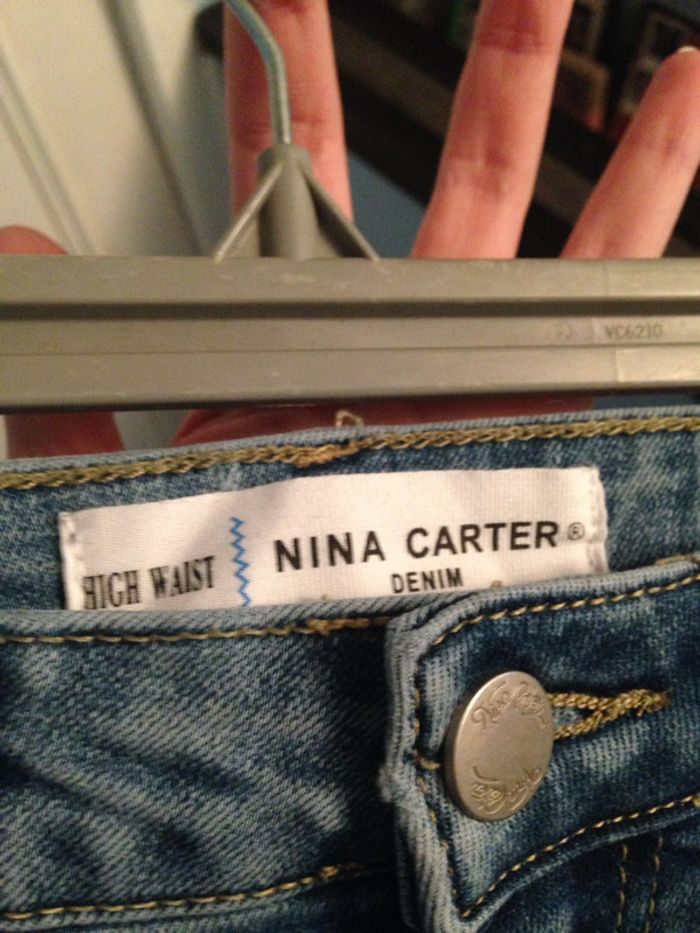 VC6210
HIGH WAIST
NINA CARTER®
DENIM